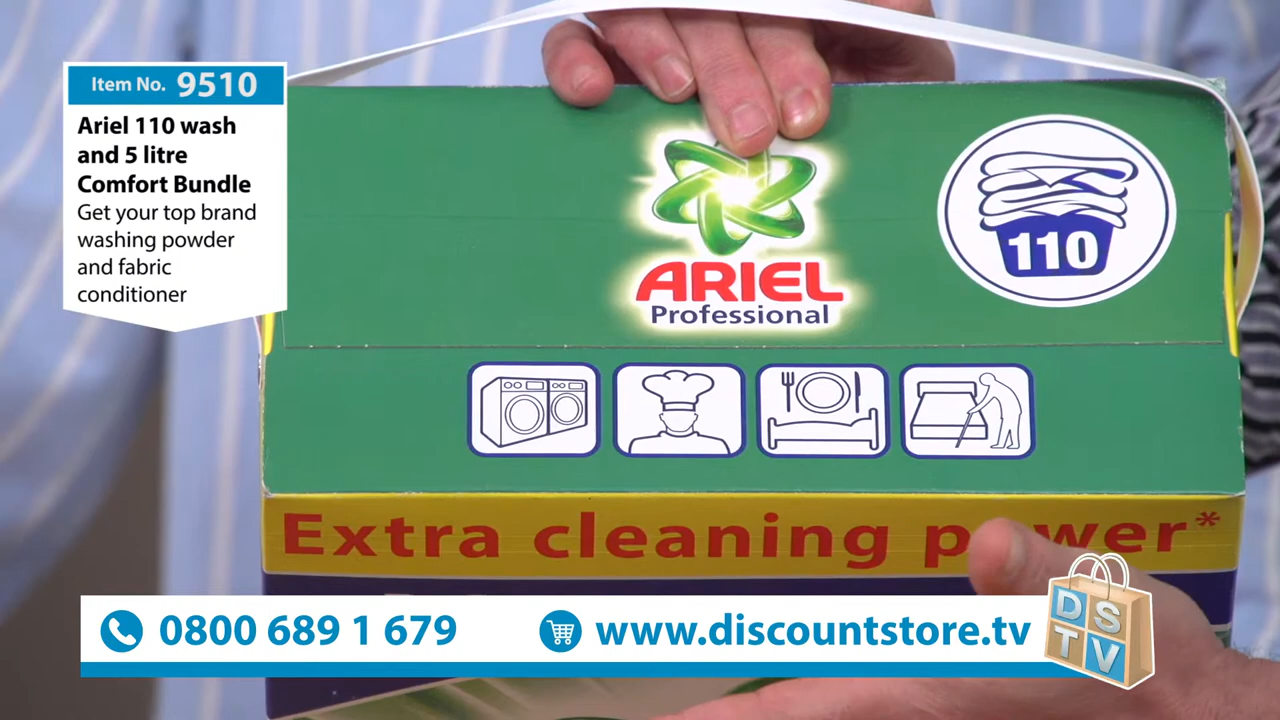 Item No. 9510
Ariel 110 wash
and 5 litre
Comfort Bundle
Get your top brand
washing powder
and fabric
conditioner
ARIEL
Professional
110
Extra cleaning power*
0800 689 1 679
www.discountstore.tv
DS
TV